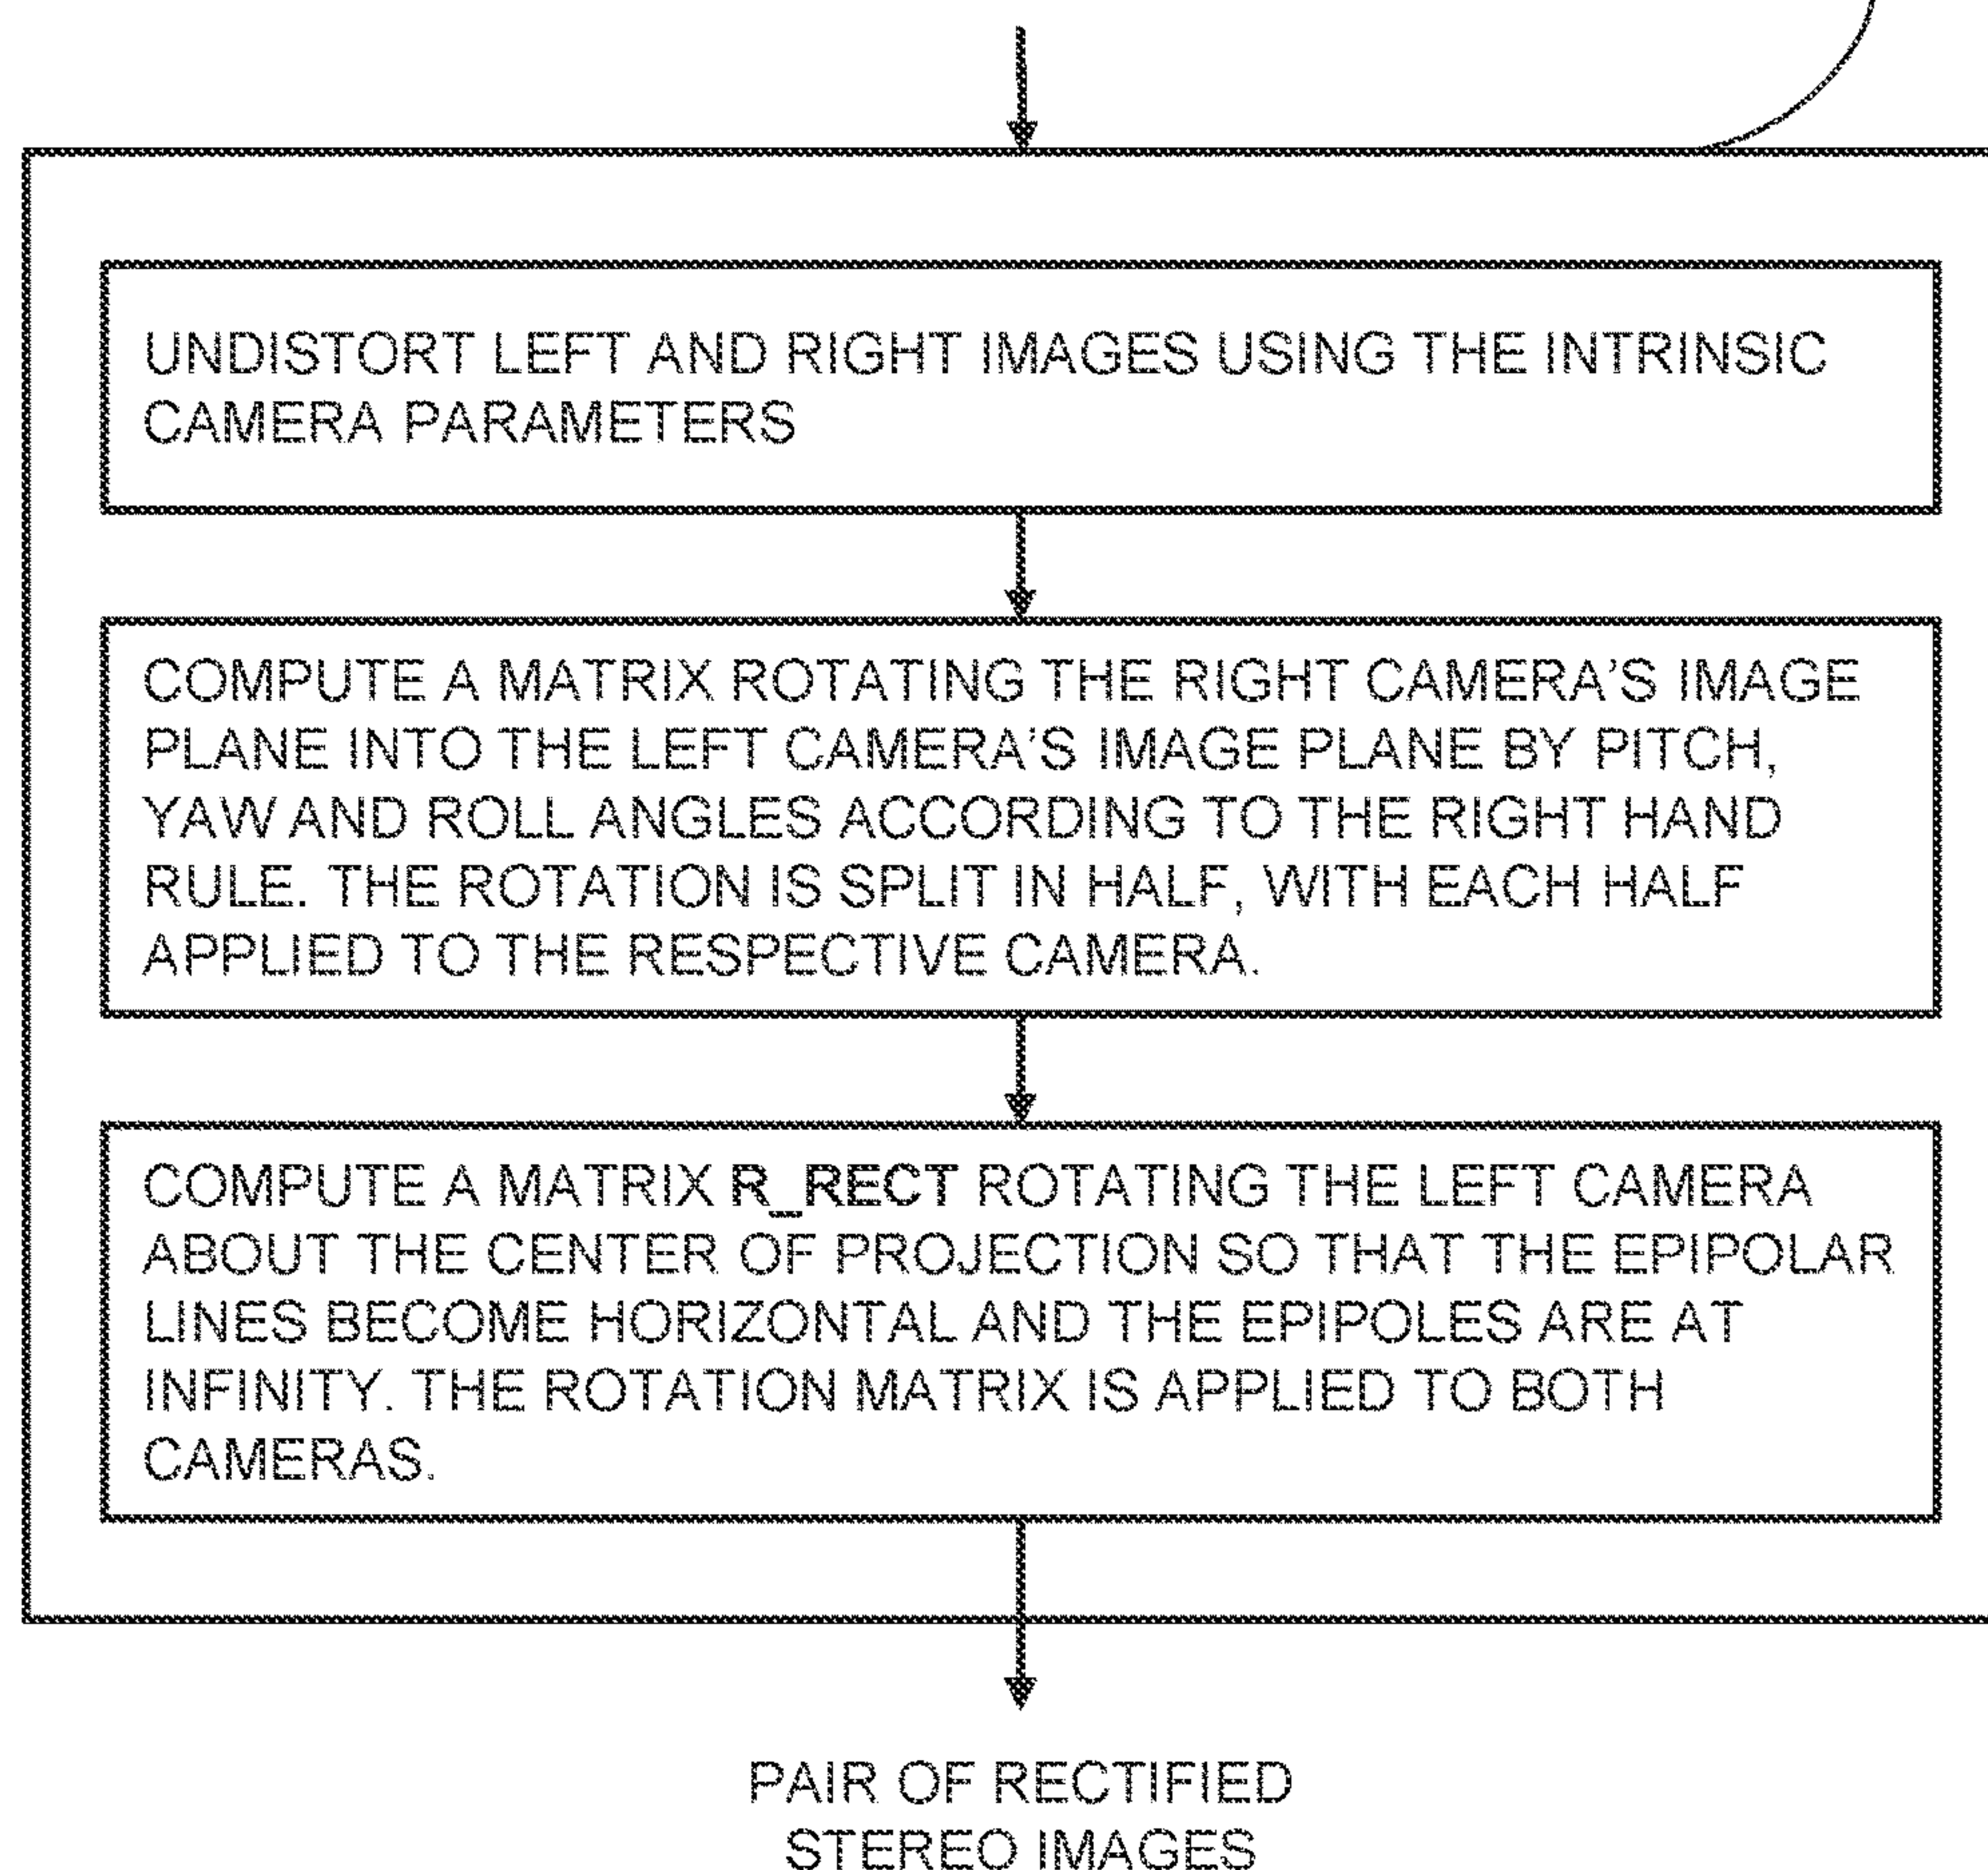 UNDISTORT LEFT AND RIGHT IMAGES USING THE INTRINSIC
CAMERA PARAMETERS
COMPUTE A MATRIX ROTATING THE RIGHT CAMERA'S IMAGE
PLANE INTO THE LEFT CAMERA'S IMAGE PLANE BY PITCH,
YAW AND ROLL ANGLES ACCORDING TO THE RIGHT HAND
RULE. THE ROTATION IS SPLIT IN HALF, WITH EACH HALF
APPLIED TO THE RESPECTIVE CAMERA.
COMPUTE A MATRIX R_RECT ROTATING THE LEFT CAMERA
ABOUT THE CENTER OF PROJECTION SO THAT THE EPIPOLAR
LINES BECOME HORIZONTAL AND THE EPIPOLES ARE AT
INFINITY. THE ROTATION MATRIX IS APPLIED TO BOTH
CAMERAS.
PAIR OF RECTIFIED
STEREO IMAGES